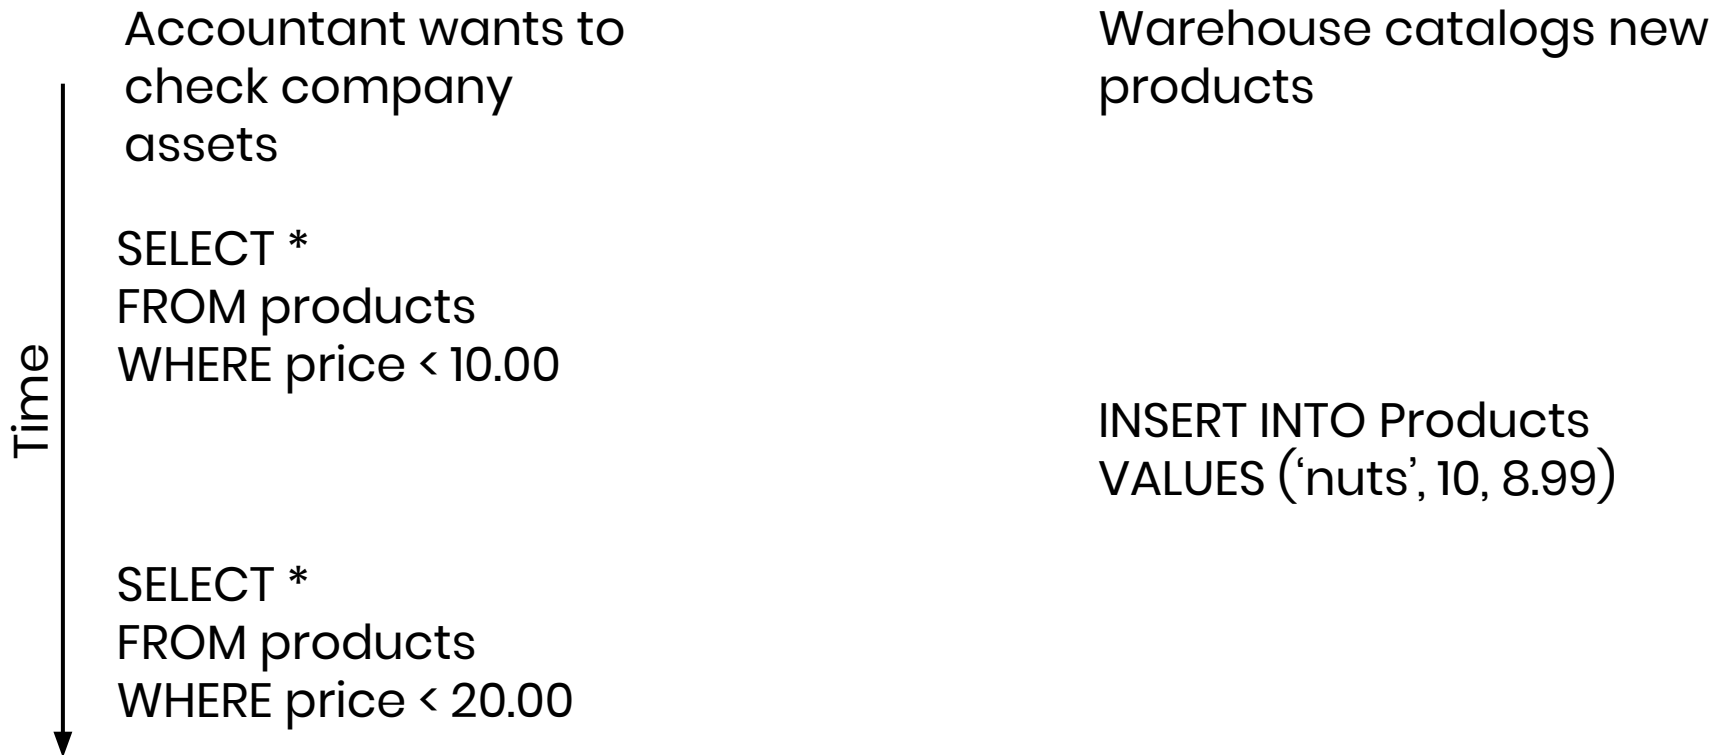 Accountant wants to
check company
assets
Warehouse catalogs new
products
Time
SELECT *
FROM products
WHERE price < 10.00
INSERT INTO Products
VALUES (‘nuts’, 10, 8.99)
SELECT *
FROM products
WHERE price < 20.00